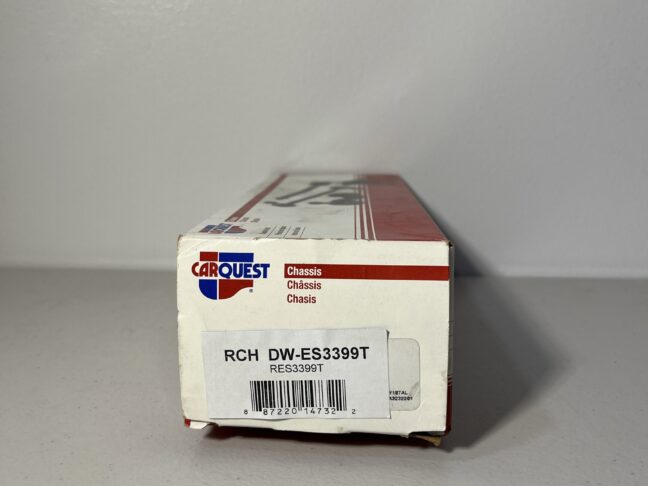 CARQUEST
®
Chassis
Châssis
Chasis
RCH DW-ES3399T
RES3399T
8 87220 14732 2